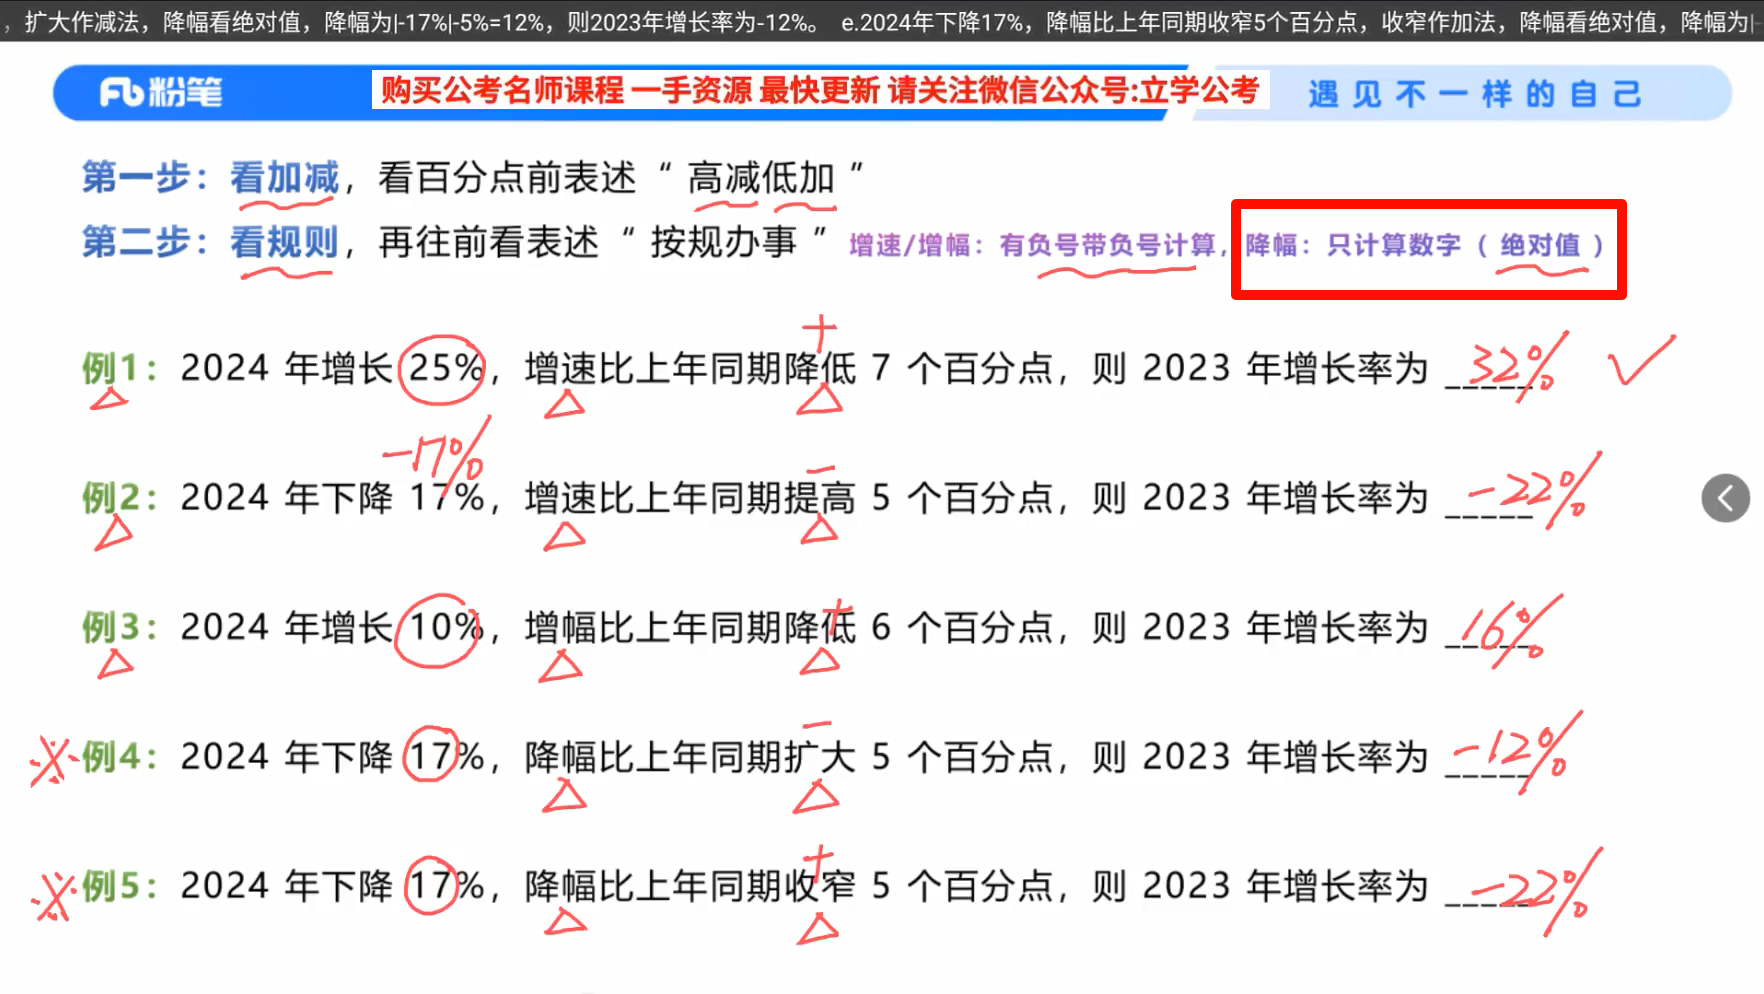 ，扩大作减法，降幅看绝对值，降幅为|-17%|-5%=12%，则2023年增长率为-12%。 e.2024年下降17%，降幅比上年同期收窄5个百分点，收窄作加法，降幅看绝对值，降幅为|-
粉笔 购买公考名师课程 一手资源 最快更新 请关注微信公众号:立学公考 遇见不一样的自己
第一步：看加减，看百分点前表述“高减低加”
第二步：看规则，再往前看表述“按规办事”增速/增幅：有负号带负号计算，降幅：只计算数字（绝对值）
+
例1：2024 年增长 25%，增速比上年同期降低 7 个百分点，则 2023 年增长率为 _____ 32% ✓
-17% -
例2：2024 年下降 17%，增速比上年同期提高 5 个百分点，则 2023 年增长率为 _____ -22%
+
例3：2024 年增长 10%，增幅比上年同期降低 6 个百分点，则 2023 年增长率为 _____ 16%
-
※例4：2024 年下降 17%，降幅比上年同期扩大 5 个百分点，则 2023 年增长率为 _____ -12%
+
※例5：2024 年下降 17%，降幅比上年同期收窄 5 个百分点，则 2023 年增长率为 _____ -22%